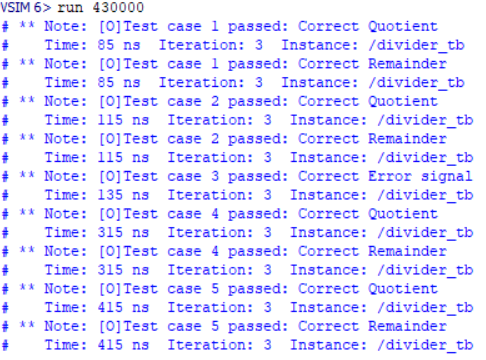 VSIM 6> run 430000
# ** Note: [O]Test case 1 passed: Correct Quotient
#    Time: 85 ns  Iteration: 3  Instance: /divider_tb
# ** Note: [O]Test case 1 passed: Correct Remainder
#    Time: 85 ns  Iteration: 3  Instance: /divider_tb
# ** Note: [O]Test case 2 passed: Correct Quotient
#    Time: 115 ns  Iteration: 3  Instance: /divider_tb
# ** Note: [O]Test case 2 passed: Correct Remainder
#    Time: 115 ns  Iteration: 3  Instance: /divider_tb
# ** Note: [O]Test case 3 passed: Correct Error signal
#    Time: 135 ns  Iteration: 3  Instance: /divider_tb
# ** Note: [O]Test case 4 passed: Correct Quotient
#    Time: 315 ns  Iteration: 3  Instance: /divider_tb
# ** Note: [O]Test case 4 passed: Correct Remainder
#    Time: 315 ns  Iteration: 3  Instance: /divider_tb
# ** Note: [O]Test case 5 passed: Correct Quotient
#    Time: 415 ns  Iteration: 3  Instance: /divider_tb
# ** Note: [O]Test case 5 passed: Correct Remainder
#    Time: 415 ns  Iteration: 3  Instance: /divider_tb